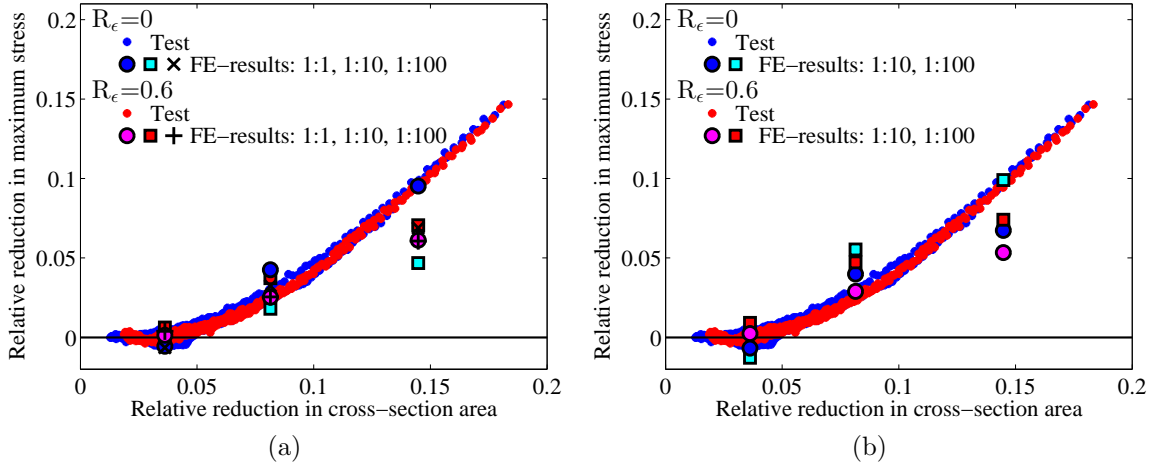 Relative reduction in maximum stress
0.2
0.15
0.1
0.05
0
R_ϵ=0
Test
FE−results: 1:1, 1:10, 1:100
R_ϵ=0.6
Test
FE−results: 1:1, 1:10, 1:100
0 0.05 0.1 0.15 0.2
Relative reduction in cross−section area
(a)
Relative reduction in maximum stress
0.2
0.15
0.1
0.05
0
R_ϵ=0
Test
FE−results: 1:10, 1:100
R_ϵ=0.6
Test
FE−results: 1:10, 1:100
0 0.05 0.1 0.15 0.2
Relative reduction in cross−section area
(b)